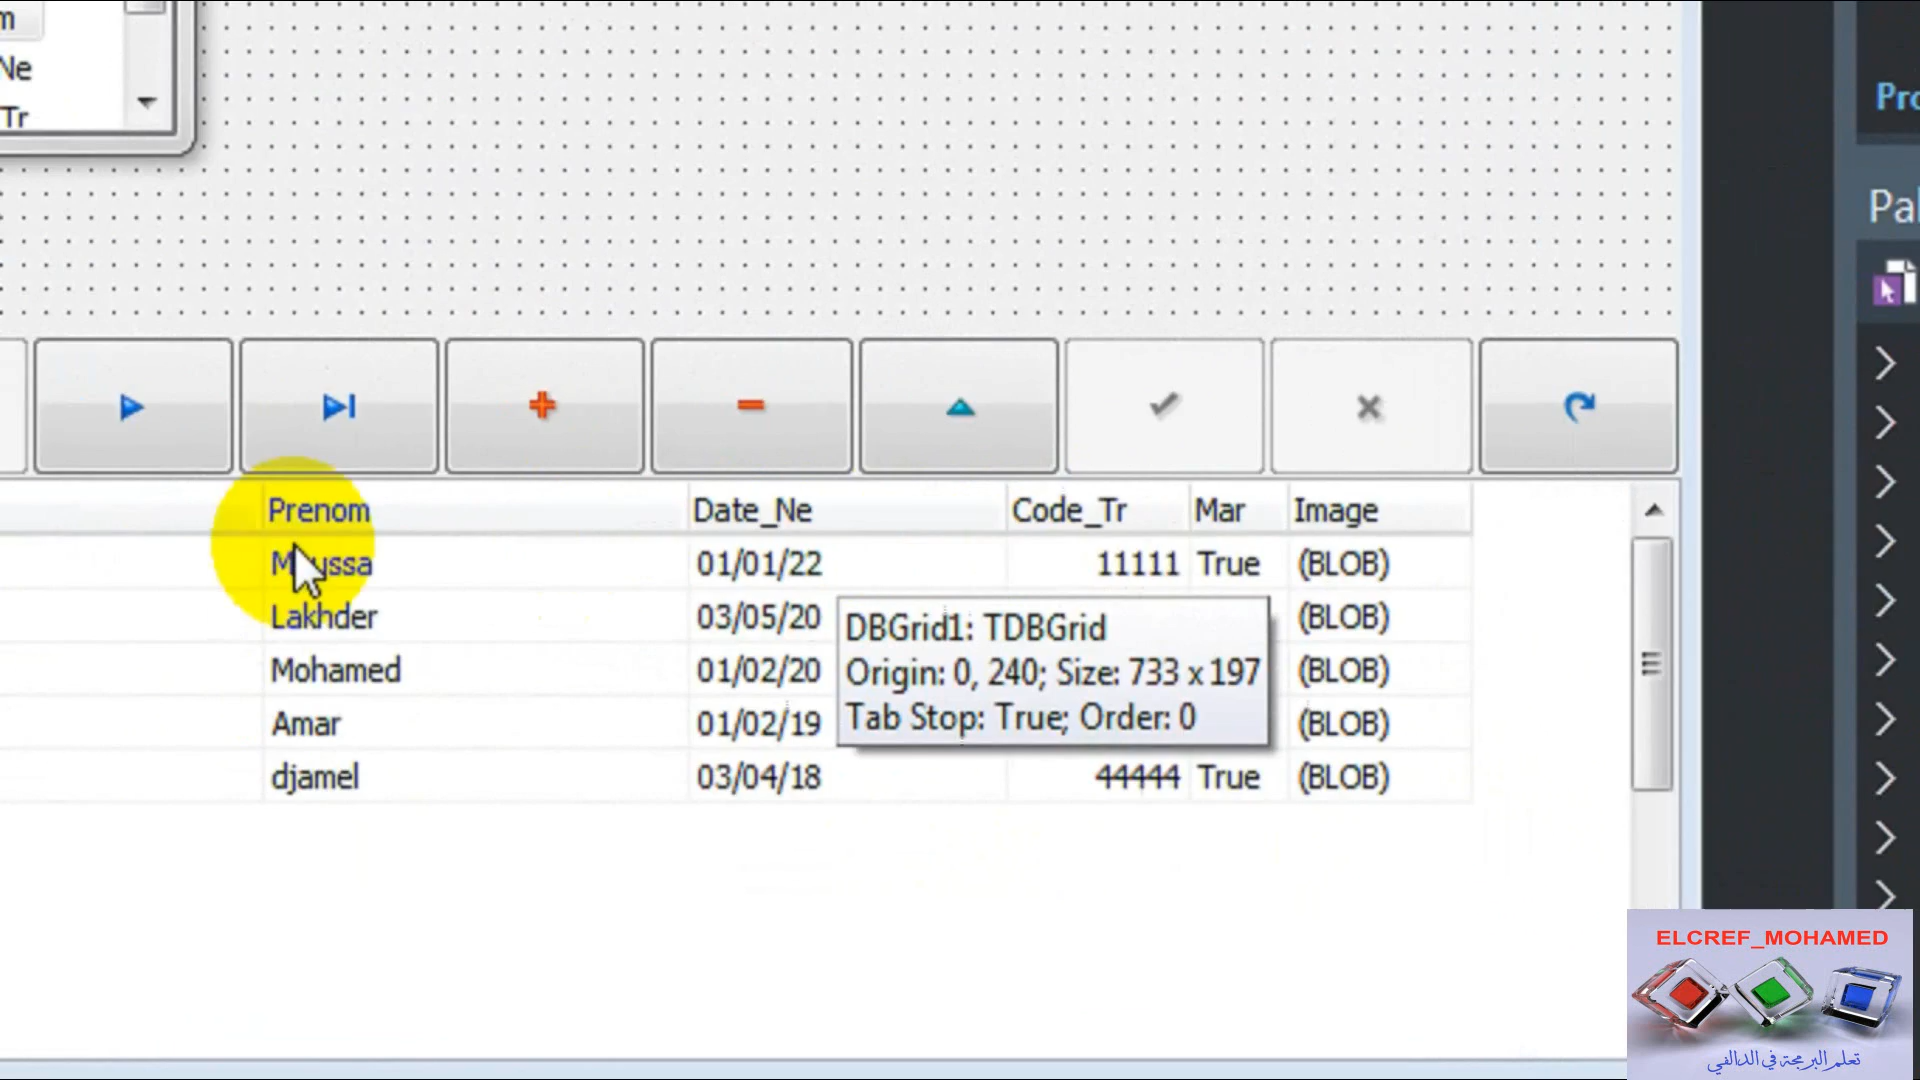 m
Ne
Tr
Pro
Pal
Prenom Date_Ne Code_Tr Mar Image
Moussa 01/01/22 11111 True (BLOB)
Lakhder 03/05/20 (BLOB)
Mohamed 01/02/20 (BLOB)
Amar 01/02/19 (BLOB)
djamel 03/04/18 44444 True (BLOB)
DBGrid1: TDBGrid
Origin: 0, 240; Size: 733 x 197
Tab Stop: True; Order: 0
ELCREF_MOHAMED
تعلم البرمجة في الدالفي